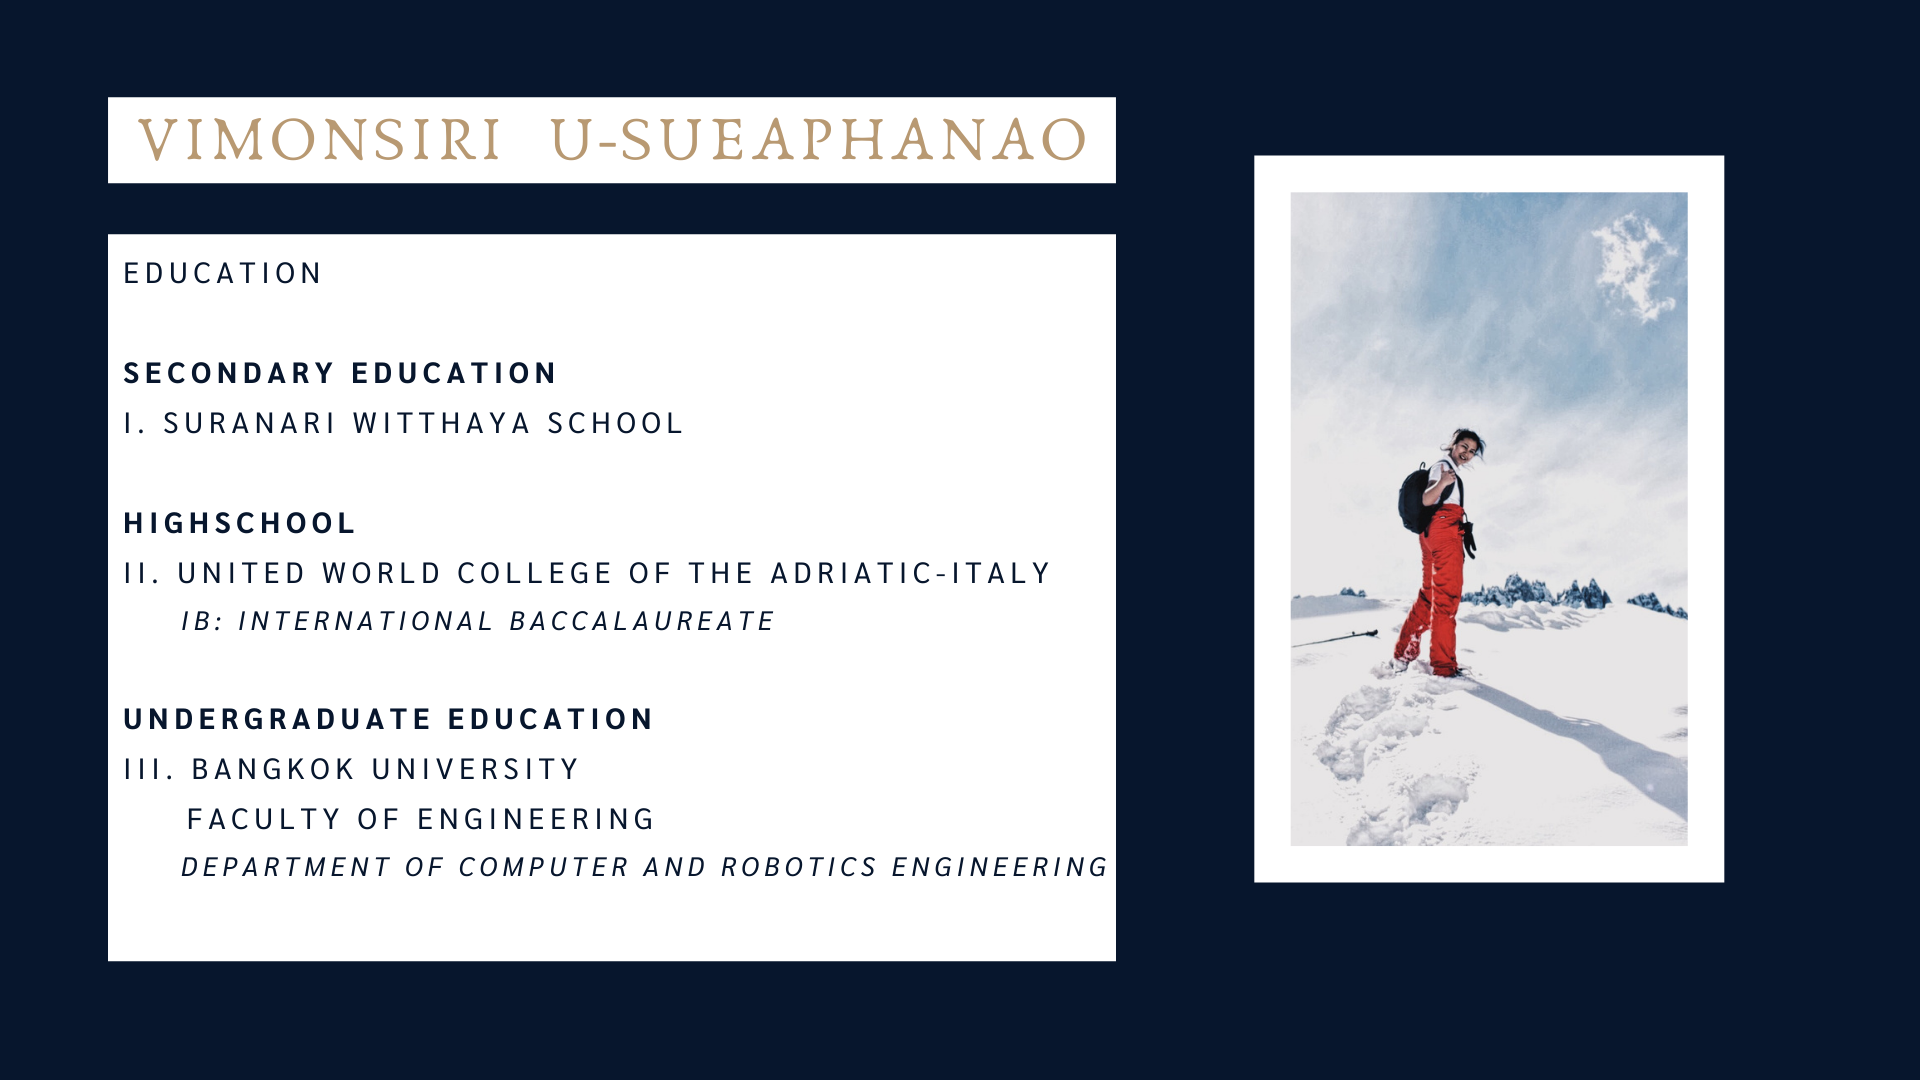 VIMONSIRI U-SUEAPHANAO
EDUCATION
SECONDARY EDUCATION
I. SURANARI WITTHAYA SCHOOL
HIGHSCHOOL
II. UNITED WORLD COLLEGE OF THE ADRIATIC-ITALY
IB: INTERNATIONAL BACCALAUREATE
UNDERGRADUATE EDUCATION
III. BANGKOK UNIVERSITY
FACULTY OF ENGINEERING
DEPARTMENT OF COMPUTER AND ROBOTICS ENGINEERING